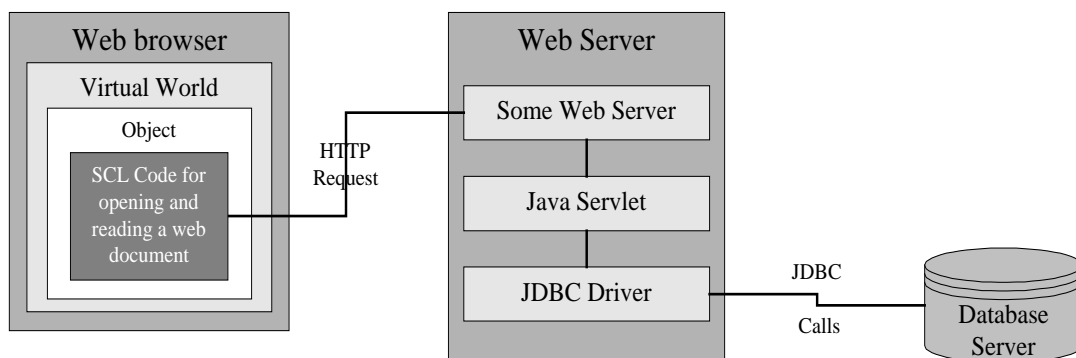 Web browser
Virtual World
Object
SCL Code for
opening and
reading a web
document
HTTP
Request
Web Server
Some Web Server
Java Servlet
JDBC Driver
JDBC
Calls
Database
Server